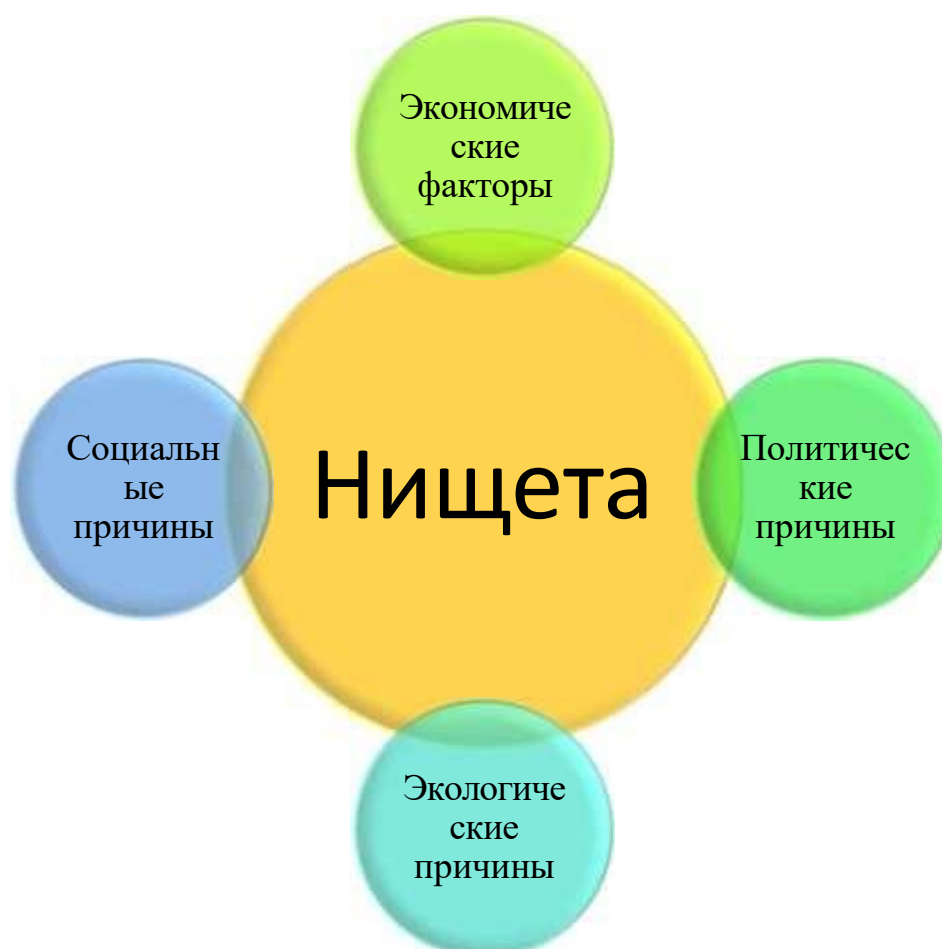 Экономиче
ские
факторы
Социальн
ые
причины
Нищета
Политичес
кие
причины
Экологиче
ские
причины